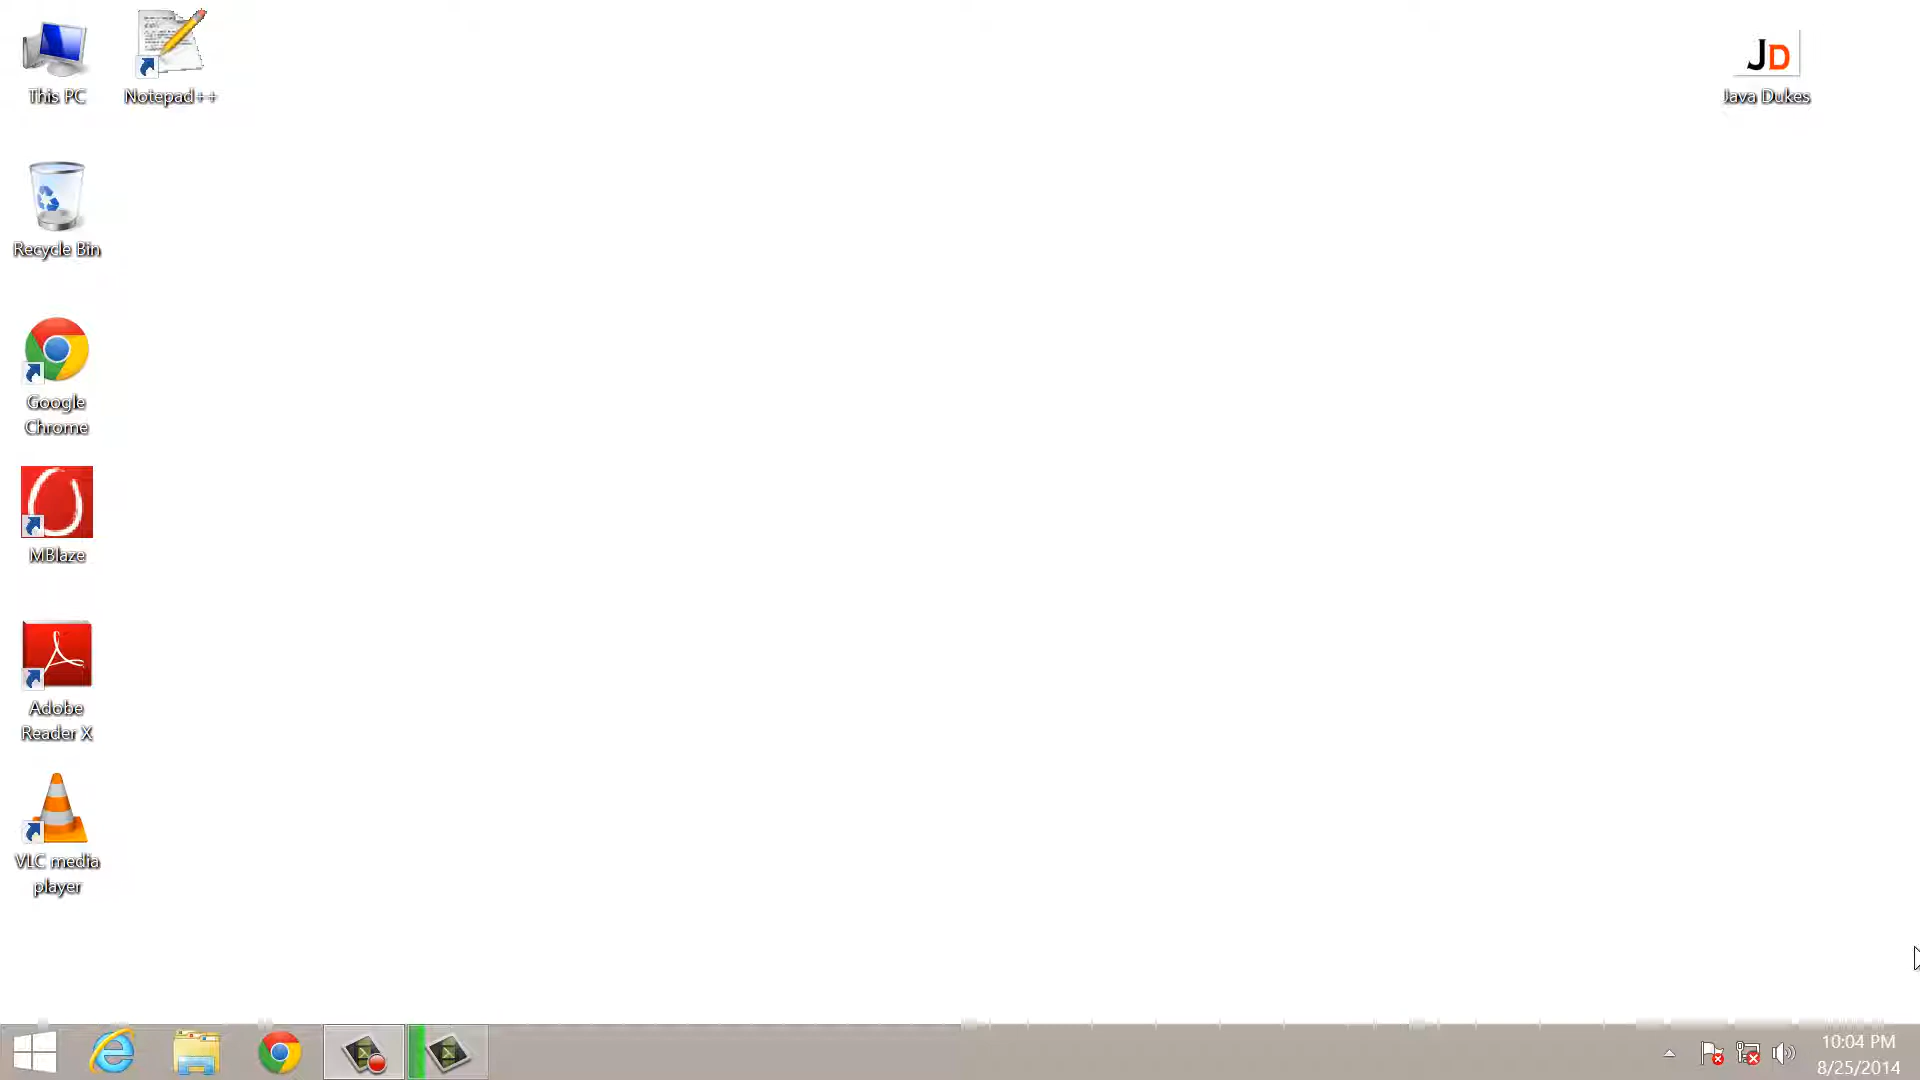 This PC
Notepad++
JD
Java Dukes
Recycle Bin
Google
Chrome
MBlaze
Adobe
Reader X
VLC media
player
10:04 PM
8/25/2014